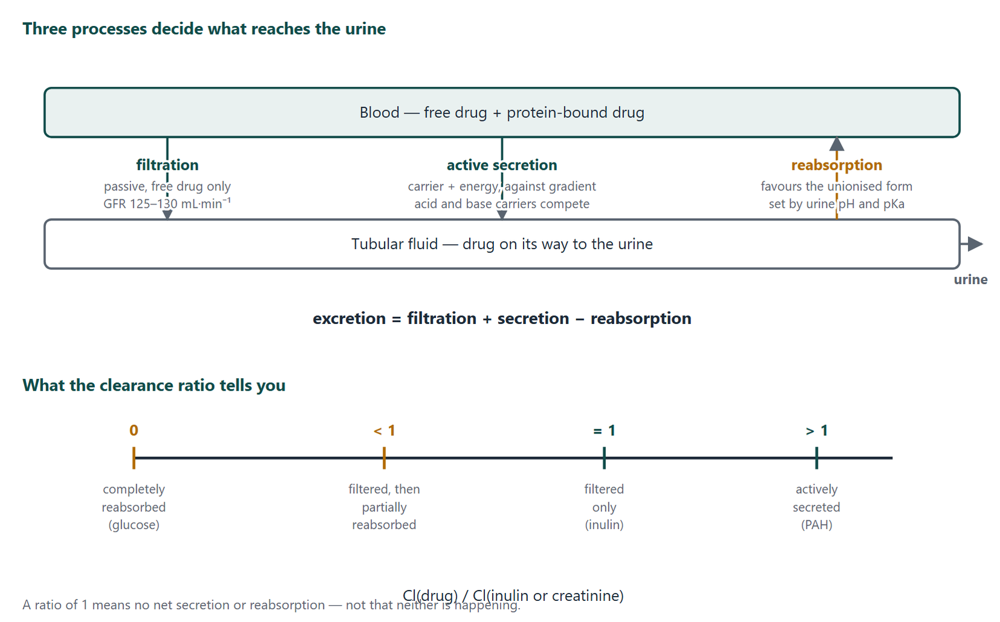 Three processes decide what reaches the urine
Blood — free drug + protein-bound drug
filtration
passive, free drug only
GFR 125–130 mL·min⁻¹
active secretion
carrier + energy, against gradient
acid and base carriers compete
reabsorption
favours the unionised form
set by urine pH and pKa
Tubular fluid — drug on its way to the urine
urine
excretion = filtration + secretion − reabsorption
What the clearance ratio tells you
0
< 1
= 1
> 1
completely
reabsorbed
(glucose)
filtered, then
partially
reabsorbed
filtered
only
(inulin)
actively
secreted
(PAH)
Cl(drug) / Cl(inulin or creatinine)
A ratio of 1 means no net secretion or reabsorption — not that neither is happening.